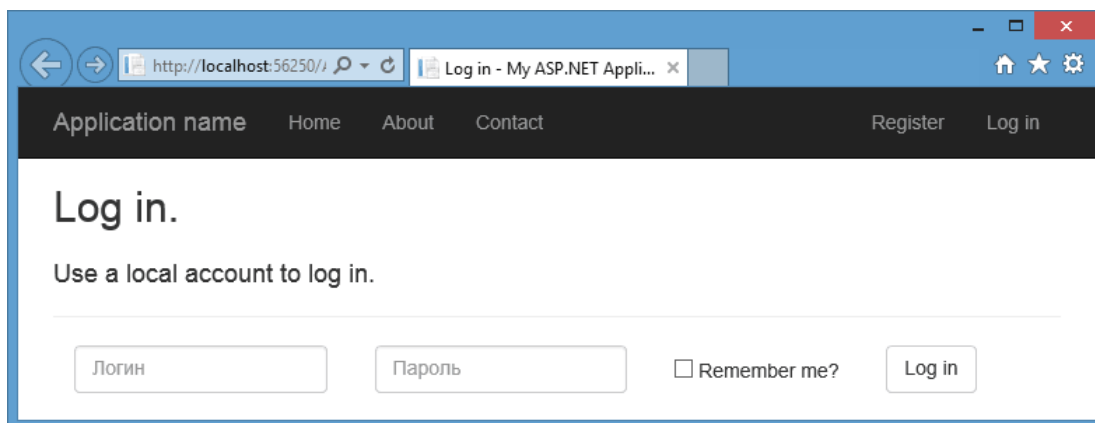 http://localhost:56250//
Log in - My ASP.NET Appli...
Application name Home About Contact Register Log in
Log in.
Use a local account to log in.
Логин Пароль Remember me? Log in